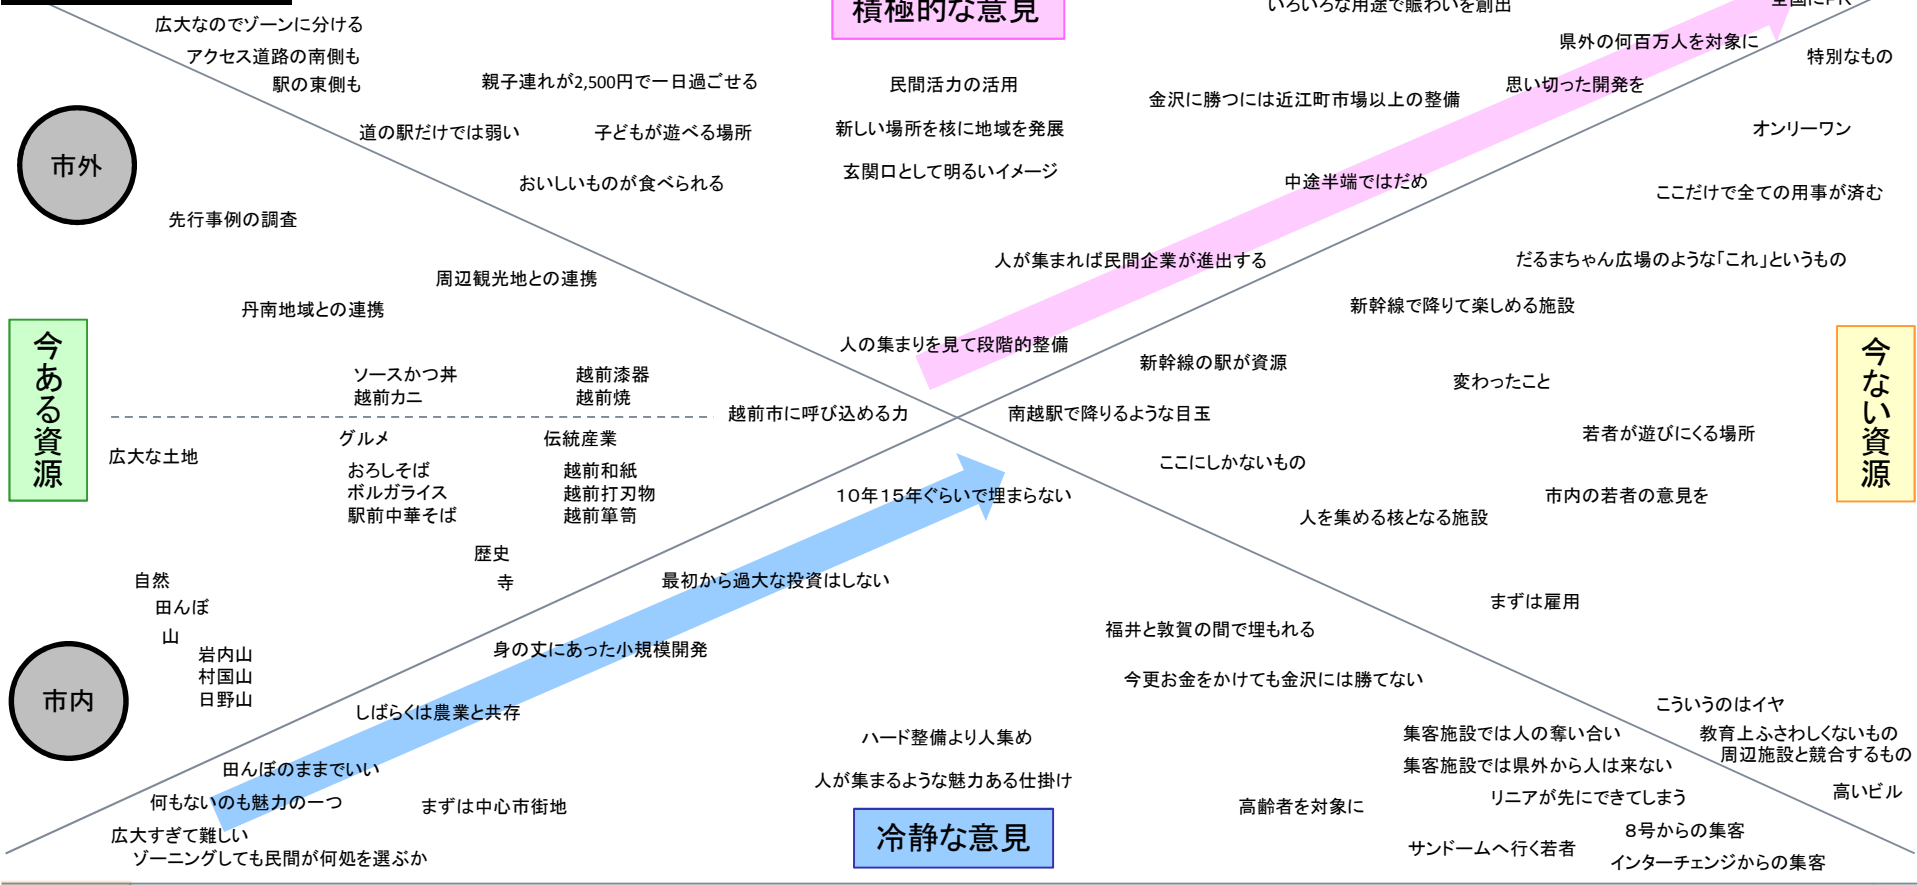 積極的な意見
いろいろな用途で賑わいを創出
全国にPR
広大なのでゾーンに分ける
アクセス道路の南側も
駅の東側も
親子連れが2,500円で一日過ごせる
民間活力の活用
金沢に勝つには近江町市場以上の整備
県外の何百万人を対象に
思い切った開発を
特別なもの
道の駅だけでは弱い
子どもが遊べる場所
新しい場所を核に地域を発展
オンリーワン
市外
玄関口として明るいイメージ
おいしいものが食べられる
中途半端ではだめ
ここだけで全ての用事が済む
先行事例の調査
人が集まれば民間企業が進出する
だるまちゃん広場のような「これ」というもの
周辺観光地との連携
丹南地域との連携
新幹線で降りて楽しめる施設
今ある資源
人の集まりを見て段階的整備
新幹線の駅が資源
今ない資源
ソースかつ丼
越前カニ
越前漆器
越前焼
変わったこと
越前市に呼び込める力
南越駅で降りるような目玉
広大な土地
グルメ
伝統産業
若者が遊びにくる場所
おろしそば
ボルガライス
駅前中華そば
越前和紙
越前打刃物
越前箪笥
ここにしかないもの
10年15年ぐらいで埋まらない
市内の若者の意見を
人を集める核となる施設
歴史
寺
自然
田んぼ
山
岩内山
村国山
日野山
最初から過大な投資はしない
まずは雇用
福井と敦賀の間で埋もれる
身の丈にあった小規模開発
今更お金をかけても金沢には勝てない
市内
しばらくは農業と共存
こういうのはイヤ
教育上ふさわしくないもの
周辺施設と競合するもの
高いビル
ハード整備より人集め
集客施設では人の奪い合い
集客施設では県外から人は来ない
リニアが先にできてしまう
田んぼのままでいい
人が集まるような魅力ある仕掛け
何もないのも魅力の一つ
まずは中心市街地
高齢者を対象に
冷静な意見
広大すぎて難しい
ゾーニングしても民間が何処を選ぶか
8号からの集客
サンドームへ行く若者
インターチェンジからの集客